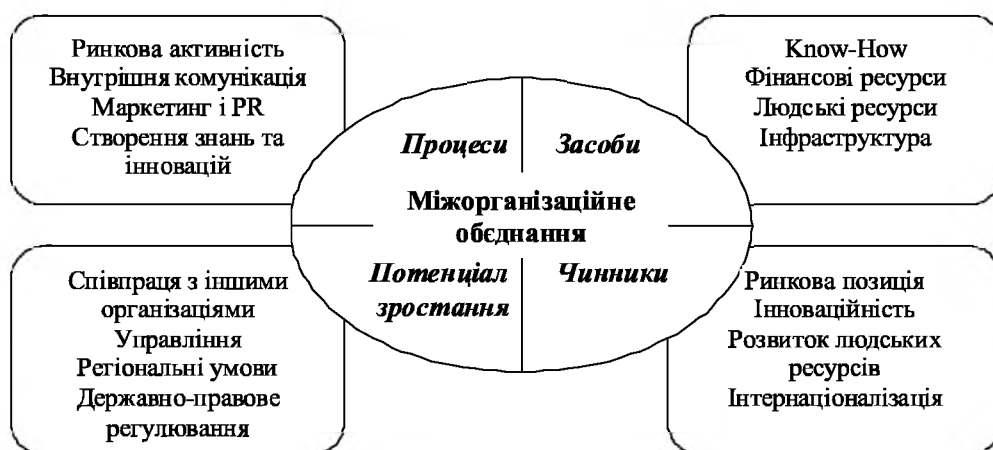 Ринкова активність
Внутрішня комунікація
Маркетинг і PR
Створення знань та
інновацій
Know-How
Фінансові ресурси
Людські ресурси
Інфраструктура
Процеси
Засоби
Міжорганізаційне
обєднання
Потенціал
зростання
Чинники
Співпраця з іншими
організаціями
Управління
Регіональні умови
Державно-правове
регулювання
Ринкова позиція
Інноваційність
Розвиток людських
ресурсів
Інтернаціоналізація